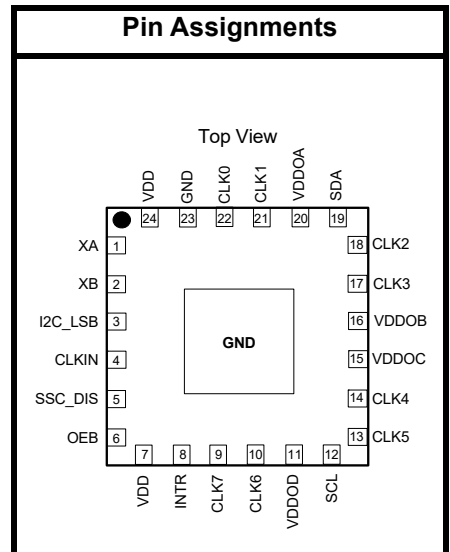 Pin Assignments
Top View
VDD GND CLK0 CLK1 VDDOA SDA
24 23 22 21 20 19
XA 1
XB 2
I2C_LSB 3
CLKIN 4
SSC_DIS 5
OEB 6
18 CLK2
17 CLK3
16 VDDOB
15 VDDOC
14 CLK4
13 CLK5
GND
7 8 9 10 11 12
VDD INTR CLK7 CLK6 VDDOD SCL